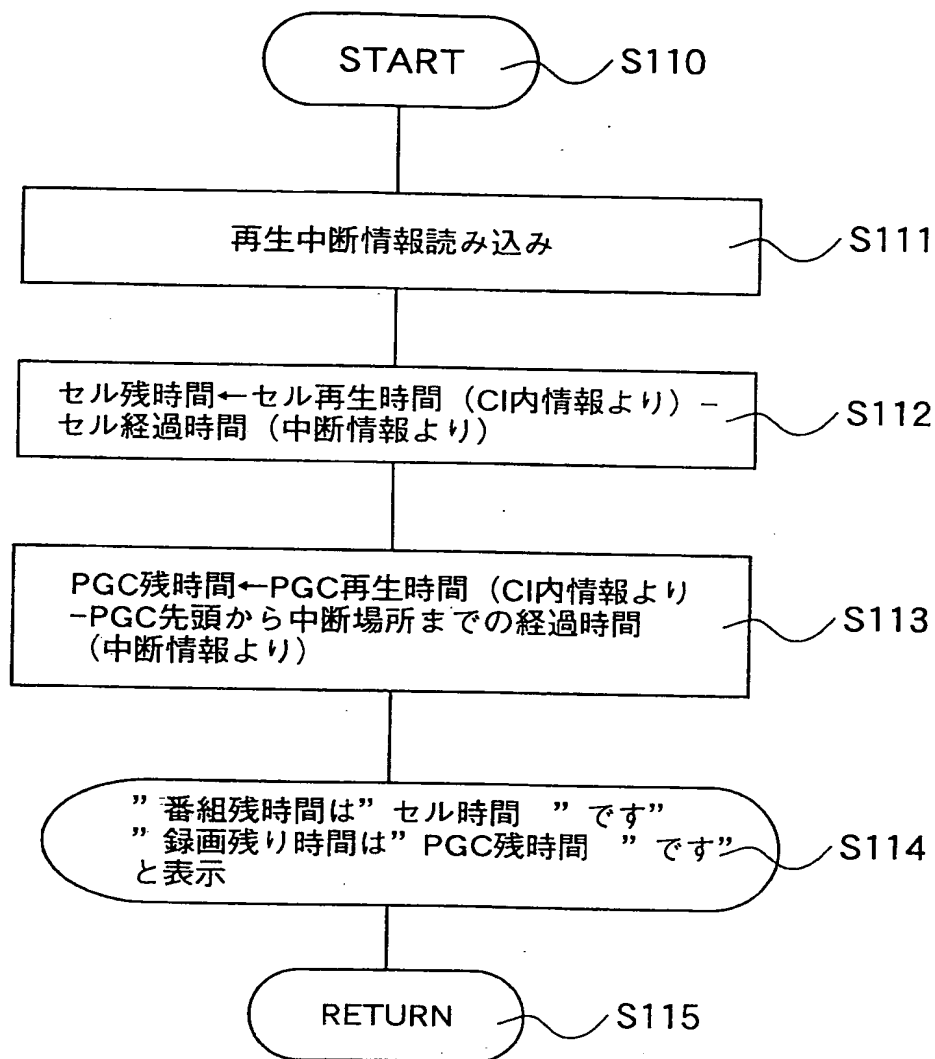 START
S110
再生中断情報読み込み
S111
セル残時間←セル再生時間（CI内情報より）−
セル経過時間（中断情報より）
S112
PGC残時間←PGC再生時間（CI内情報より
−PGC先頭から中断場所までの経過時間
（中断情報より）
S113
” 番組残時間は” セル時間 ” です”
” 録画残り時間は” PGC残時間 ” です”
と表示
S114
RETURN
S115